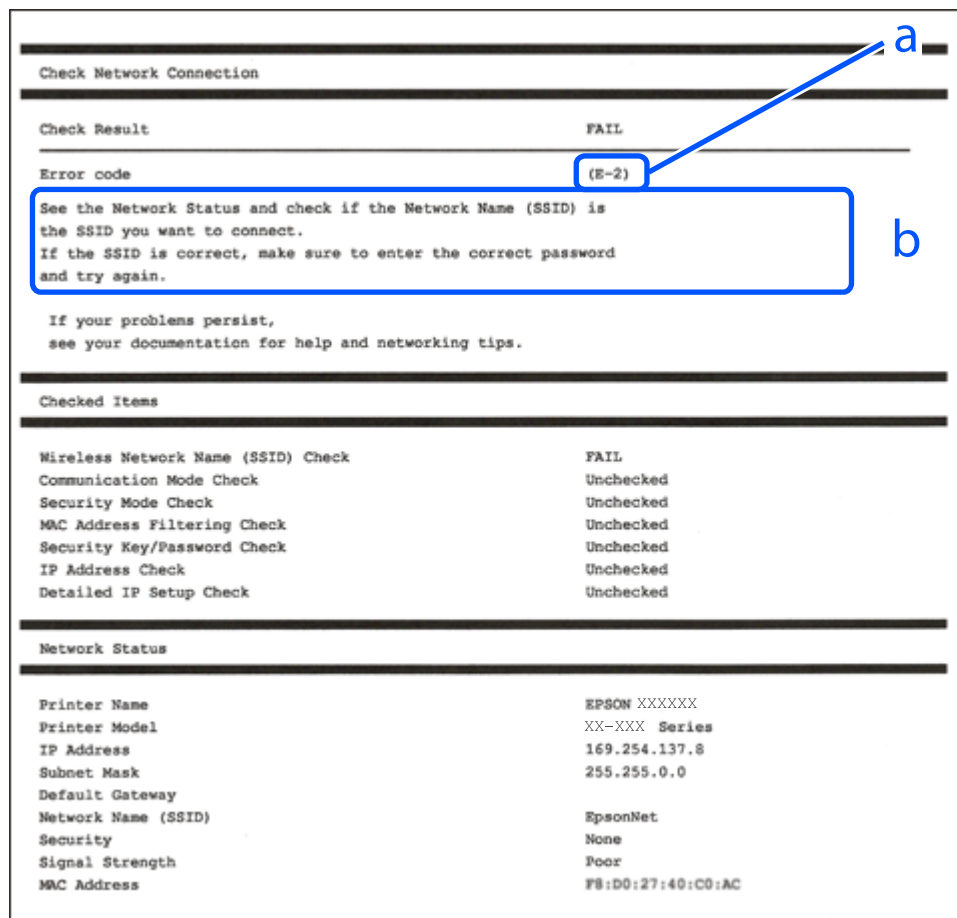 a
Check Network Connection
Check Result FAIL
Error code (E-2)
See the Network Status and check if the Network Name (SSID) is
the SSID you want to connect.
If the SSID is correct, make sure to enter the correct password
and try again.
b
If your problems persist,
see your documentation for help and networking tips.
Checked Items
Wireless Network Name (SSID) Check FAIL
Communication Mode Check Unchecked
Security Mode Check Unchecked
MAC Address Filtering Check Unchecked
Security Key/Password Check Unchecked
IP Address Check Unchecked
Detailed IP Setup Check Unchecked
Network Status
Printer Name EPSON XXXXXX
Printer Model XX-XXX Series
IP Address 169.254.137.8
Subnet Mask 255.255.0.0
Default Gateway
Network Name (SSID) EpsonNet
Security None
Signal Strength Poor
MAC Address F8:D0:27:40:C0:AC